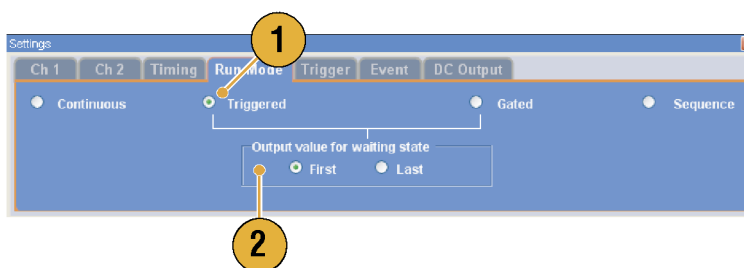 1
Settings
Ch 1 Ch 2 Timing Run Mode Trigger Event DC Output
Continuous Triggered Gated Sequence
Output value for waiting state
First Last
2